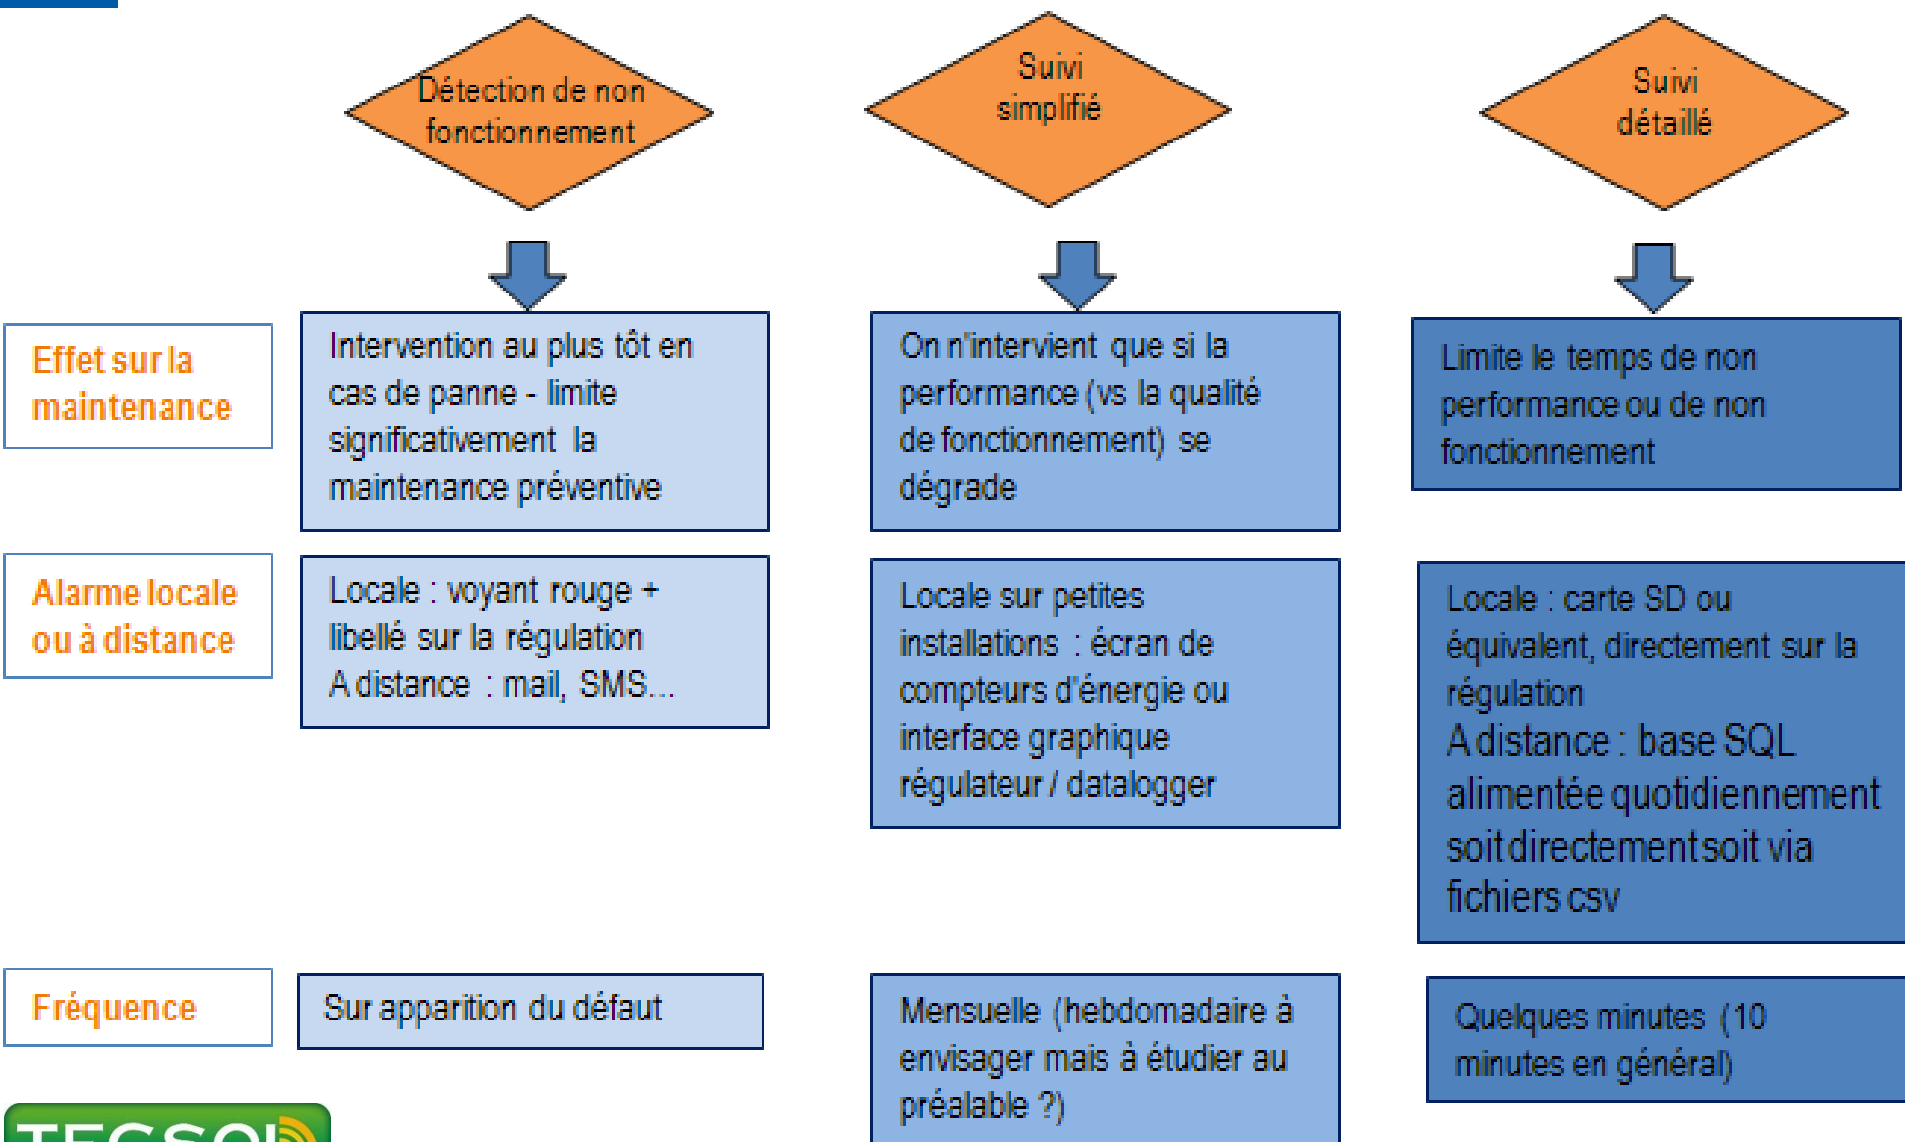 Détection de non
fonctionnement
Suivi
simplifié
Suivi
détaillé
Effet sur la
maintenance
Intervention au plus tôt en
cas de panne - limite
significativement la
maintenance préventive
On n'intervient que si la
performance (vs la qualité
de fonctionnement) se
dégrade
Limite le temps de non
performance ou de non
fonctionnement
Alarme locale
ou à distance
Locale : voyant rouge +
libellé sur la régulation
A distance : mail, SMS...
Locale sur petites
installations : écran de
compteurs d'énergie ou
interface graphique
régulateur / datalogger
Locale : carte SD ou
équivalent, directement sur la
régulation
A distance : base SQL
alimentée quotidiennement
soit directement soit via
fichiers csv
Fréquence
Sur apparition du défaut
Mensuelle (hebdomadaire à
envisager mais à étudier au
préalable ?)
Quelques minutes (10
minutes en général)
TECSOL